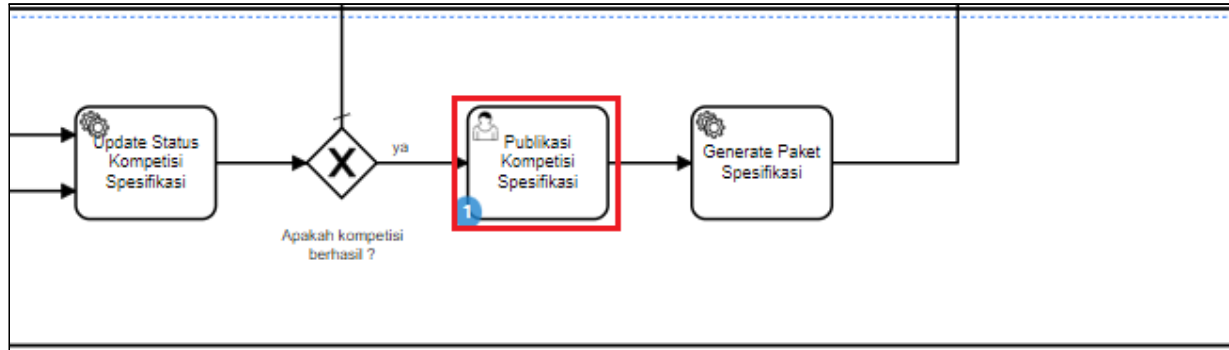 Update Status
Kompetisi
Spesifikasi
Apakah kompetisi
berhasil ?
ya
Publikasi
Kompetisi
Spesifikasi
1
Generate Paket
Spesifikasi